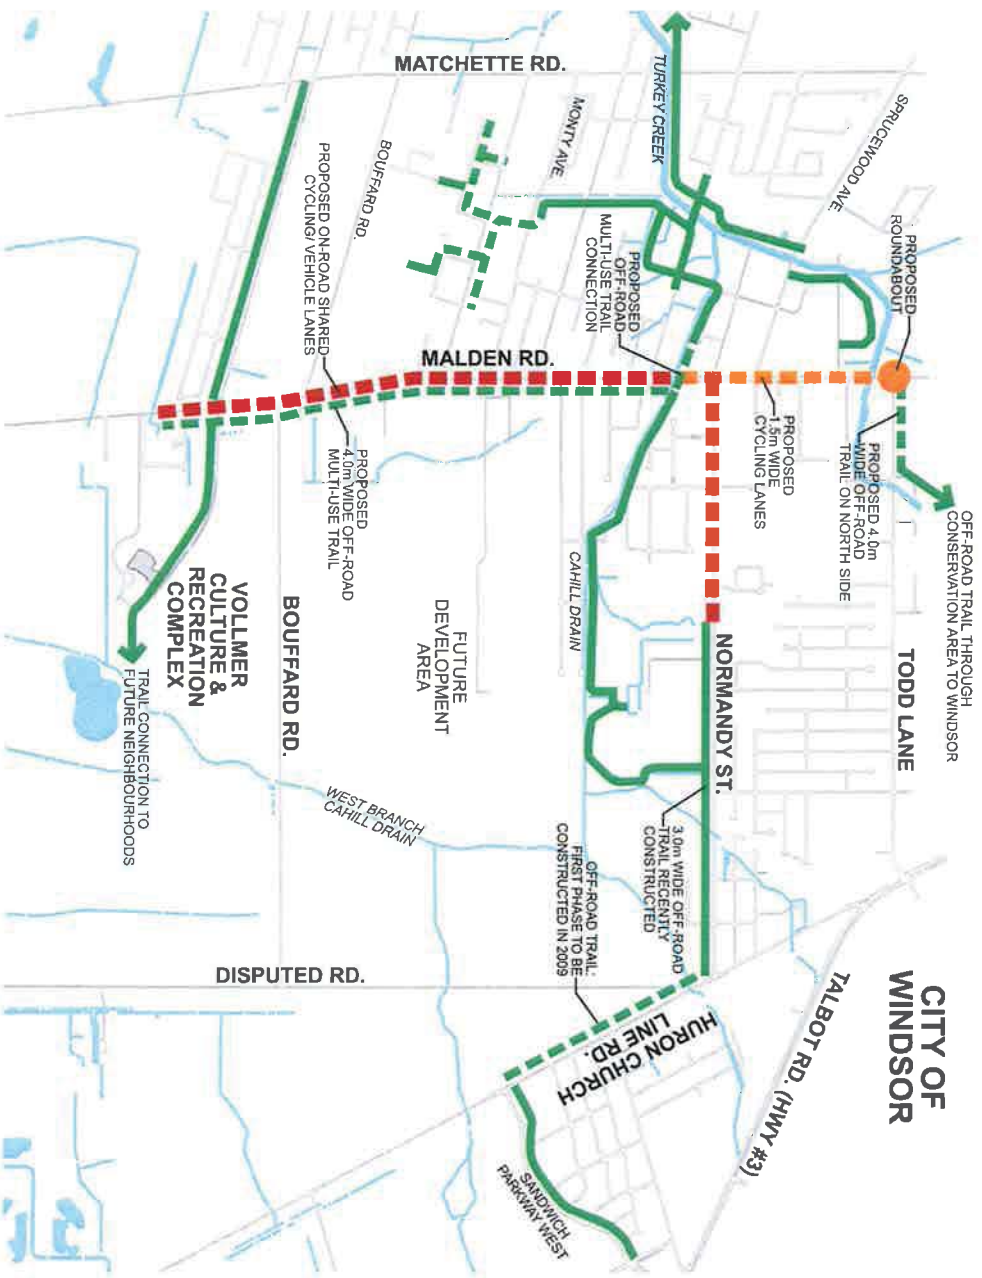 MATCHETTE RD.
TURKEY CREEK
SPRUCEWOOD AVE.
MONTY AVE.
BOUFFARD RD.
PROPOSED ON-ROAD SHARED
CYCLING/ VEHICLE LANES
PROPOSED
OFF-ROAD
MULTI-USE TRAIL
CONNECTION
PROPOSED
ROUNDABOUT
MALDEN RD.
PROPOSED
4.0m WIDE OFF-ROAD
MULTI-USE TRAIL
PROPOSED
1.5m WIDE
CYCLING LANES
PROPOSED 4.0m
WIDE OFF-ROAD
TRAIL ON NORTH SIDE
OFF-ROAD TRAIL THROUGH
CONSERVATION AREA TO WINDSOR
CAHILL DRAIN
VOLLMER
CULTURE &
RECREATION
COMPLEX
BOUFFARD RD.
FUTURE
DEVELOPMENT
AREA
NORMANDY ST.
TODD LANE
TRAIL CONNECTION TO
FUTURE NEIGHBOURHOODS
WEST BRANCH
CAHILL DRAIN
3.0m WIDE OFF-ROAD
TRAIL RECENTLY
CONSTRUCTED
OFF-ROAD TRAIL:
FIRST PHASE TO BE
CONSTRUCTED IN 2009
DISPUTED RD.
HURON CHURCH
LINE RD.
TALBOT RD. (HWY #3)
CITY OF
WINDSOR
SANDWICH
PARKWAY WEST